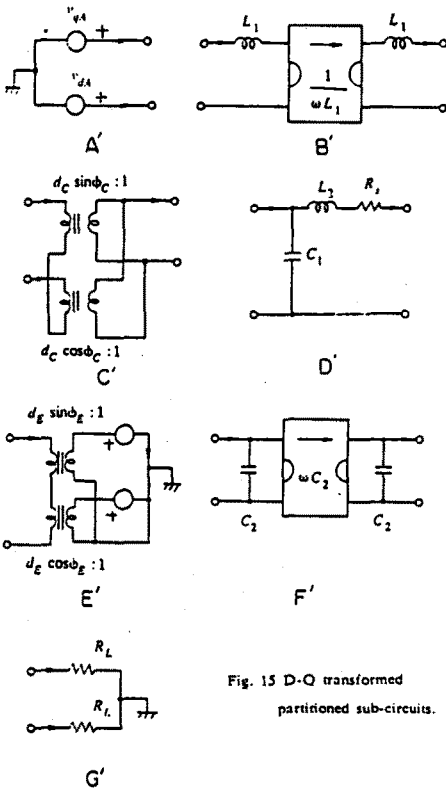 v_qA
+
v_dA
+
A'
L_1
L_1
1
ωL_1
B'
d_C sinϕ_C : 1
d_C cosϕ_C : 1
C'
L_2
R_s
C_1
D'
d_E sinϕ_E : 1
+
+
d_E cosϕ_E : 1
E'
ωC_2
C_2
C_2
F'
R_L
R_L
G'
Fig. 15 D-Q transformed
partitioned sub-circuits.